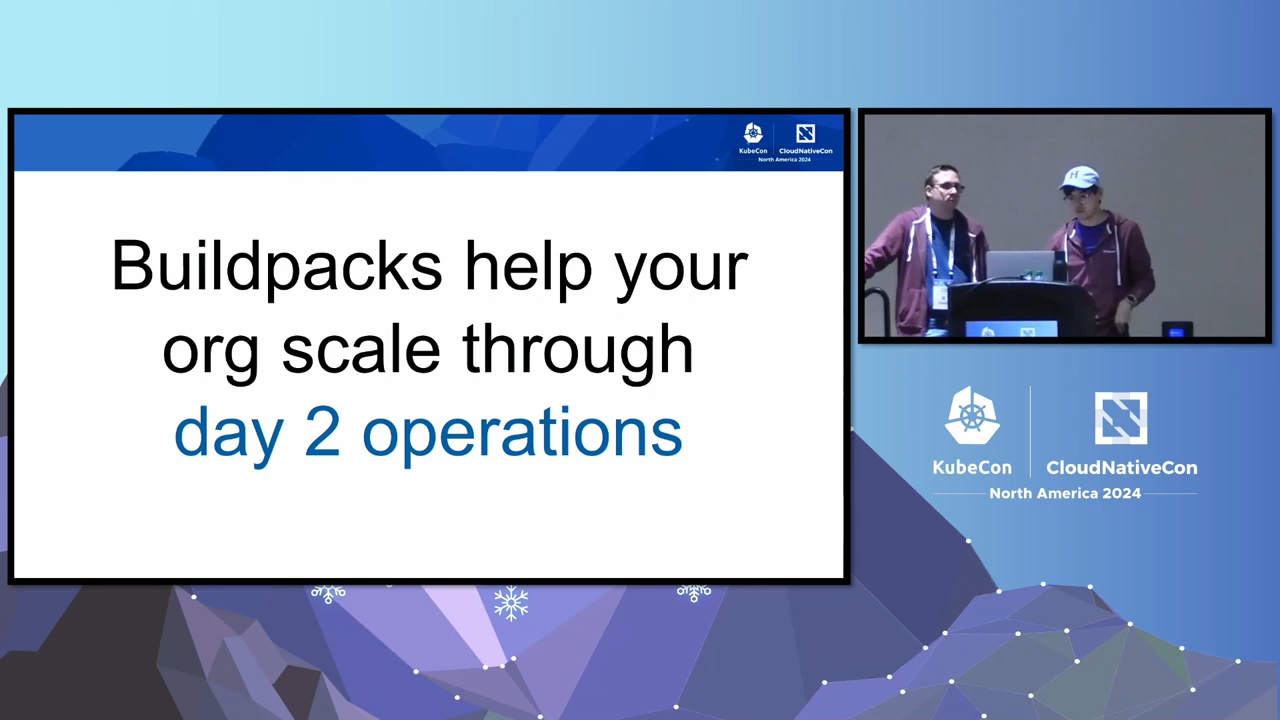 KubeCon
CloudNativeCon
North America 2024
Buildpacks help your
org scale through
day 2 operations
H
KubeCon
CloudNativeCon
North America 2024